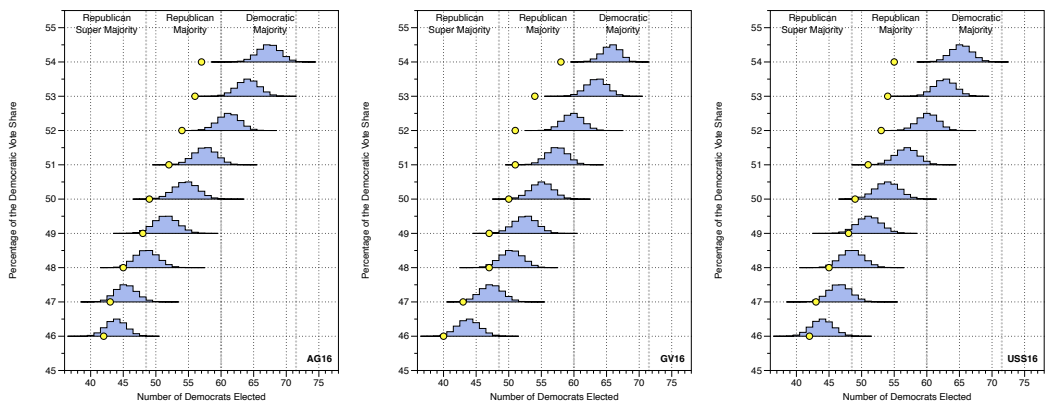 Republican Super Majority
Republican Majority
Democratic Majority
Percentage of the Democratic Vote Share
55
54
53
52
51
50
49
48
47
46
45
40 45 50 55 60 65 70 75
Number of Democrats Elected
AG16
Republican Super Majority
Republican Majority
Democratic Majority
Percentage of the Democratic Vote Share
55
54
53
52
51
50
49
48
47
46
45
40 45 50 55 60 65 70 75
Number of Democrats Elected
GV16
Republican Super Majority
Republican Majority
Democratic Majority
Percentage of the Democratic Vote Share
55
54
53
52
51
50
49
48
47
46
45
40 45 50 55 60 65 70 75
Number of Democrats Elected
USS16